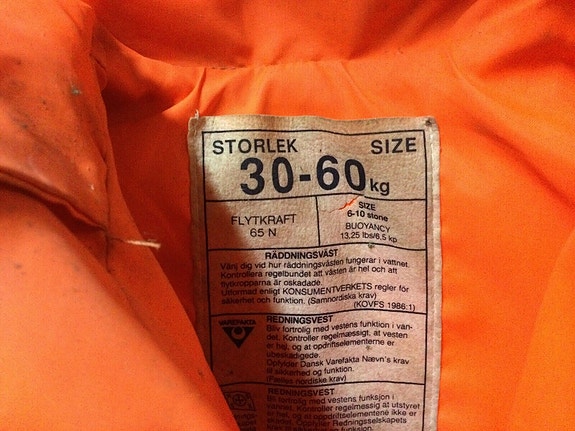 STORLEK SIZE
30-60 kg
FLYTKRAFT
65 N
SIZE
6-10 stone
BUOYANCY
13,25 lbs/6,5 kp
RÄDDNINGSVÄST
Vänj dig vid hur räddningsvästen fungerar i vattnet.
Kontrollera regelbundet att västen är hel och att
flytkropparna är oskadade.
Utformad enligt KONSUMENTVERKETS regler för
säkerhet och funktion. (Samnordiska krav)
(KOVFS 1986:1)
VAREFAKTA
REDNINGSVEST
Bliv fortrolig med vestens funktion i van-
det. Kontroller regelmæssigt, at vesten
er hel, og at opdriftselementerne er
ubeskadigede.
Opfylder Dansk Varefakta Nævn's krav
til sikkerhed og funktion.
(Fælles nordiske krav)
REDNINGSVEST
Bli fortrolig med vestens funksjon i
vannet. Kontroller regelmessig at utstyret
er helt, og at oppdriftselementene ikke er
Oppfyller Redningsselskapets